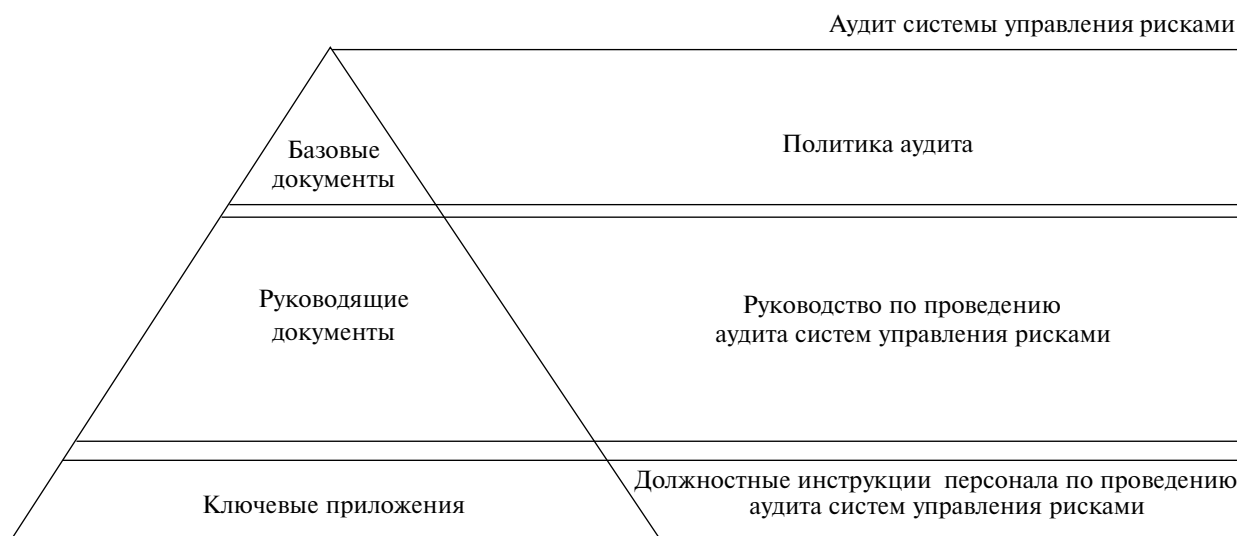 Аудит системы управления рисками
Базовые
документы
Политика аудита
Руководящие
документы
Руководство по проведению
аудита систем управления рисками
Ключевые приложения
Должностные инструкции персонала по проведению
аудита систем управления рисками